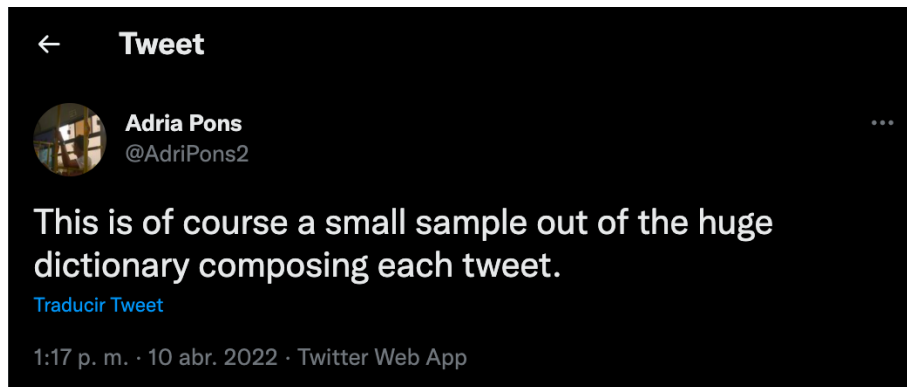 Tweet
Adria Pons
@AdriPons2
This is of course a small sample out of the huge
dictionary composing each tweet.
Traducir Tweet
1:17 p. m. · 10 abr. 2022 · Twitter Web App